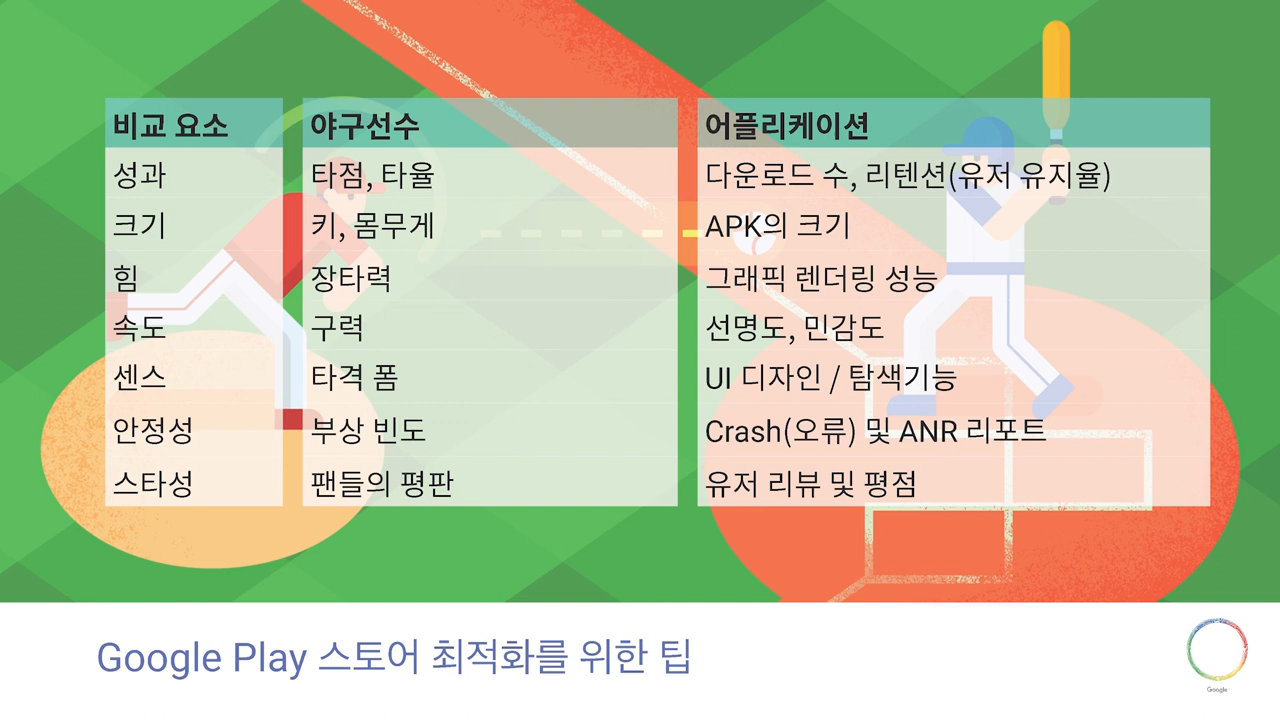 비교 요소 야구선수 어플리케이션
성과 타점, 타율 다운로드 수, 리텐션(유저 유지율)
크기 키, 몸무게 APK의 크기
힘 장타력 그래픽 렌더링 성능
속도 구력 선명도, 민감도
센스 타격 폼 UI 디자인 / 탐색기능
안정성 부상 빈도 Crash(오류) 및 ANR 리포트
스타성 팬들의 평판 유저 리뷰 및 평점
Google Play 스토어 최적화를 위한 팁
Google